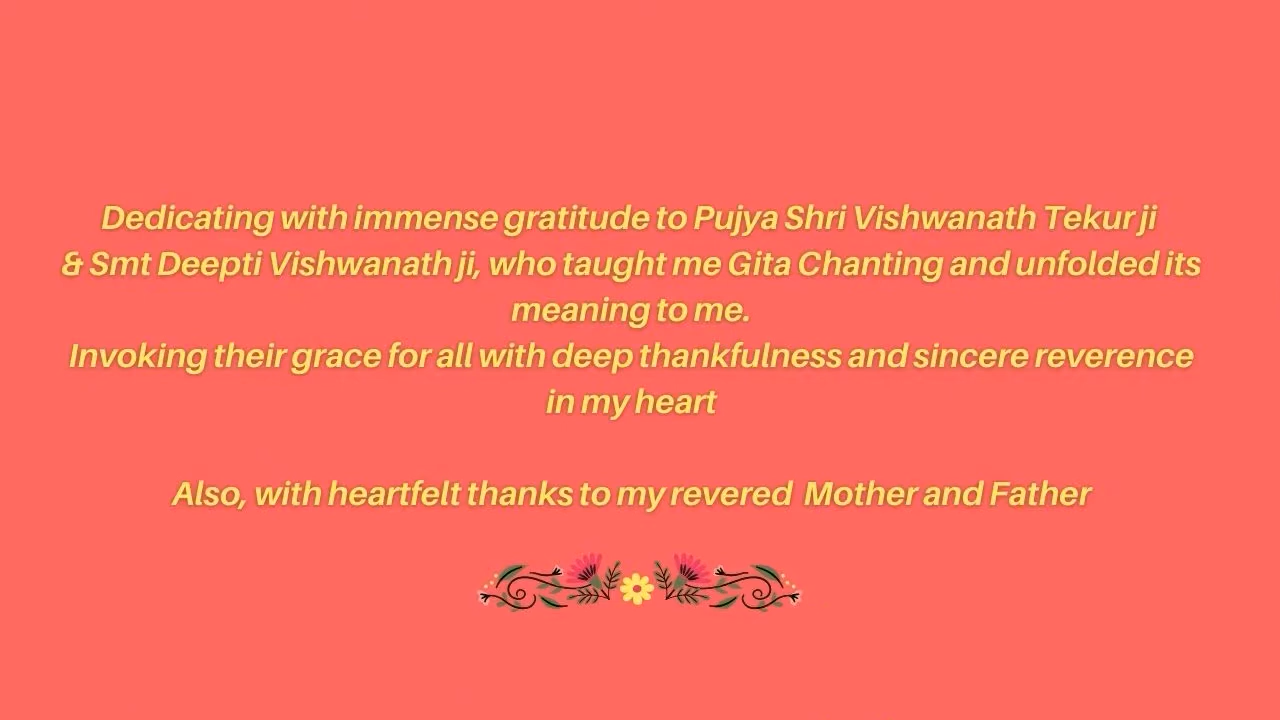 Dedicating with immense gratitude to Pujya Shri Vishwanath Tekur ji
& Smt Deepti Vishwanath ji, who taught me Gita Chanting and unfolded its
meaning to me.
Invoking their grace for all with deep thankfulness and sincere reverence
in my heart
Also, with heartfelt thanks to my revered Mother and Father